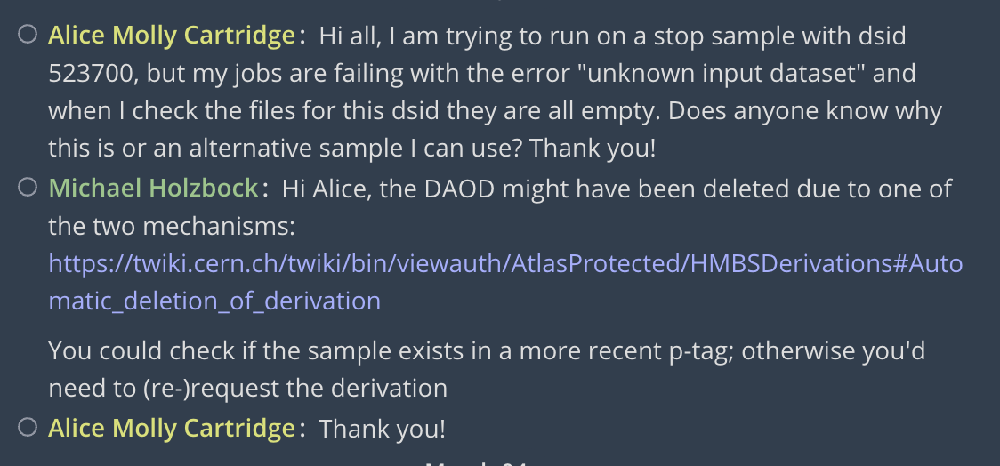 Alice Molly Cartridge: Hi all, I am trying to run on a stop sample with dsid
523700, but my jobs are failing with the error "unknown input dataset" and
when I check the files for this dsid they are all empty. Does anyone know why
this is or an alternative sample I can use? Thank you!
Michael Holzbock: Hi Alice, the DAOD might have been deleted due to one of
the two mechanisms:
https://twiki.cern.ch/twiki/bin/viewauth/AtlasProtected/HMBSDerivations#Auto
matic_deletion_of_derivation
You could check if the sample exists in a more recent p-tag; otherwise you'd
need to (re-)request the derivation
Alice Molly Cartridge: Thank you!